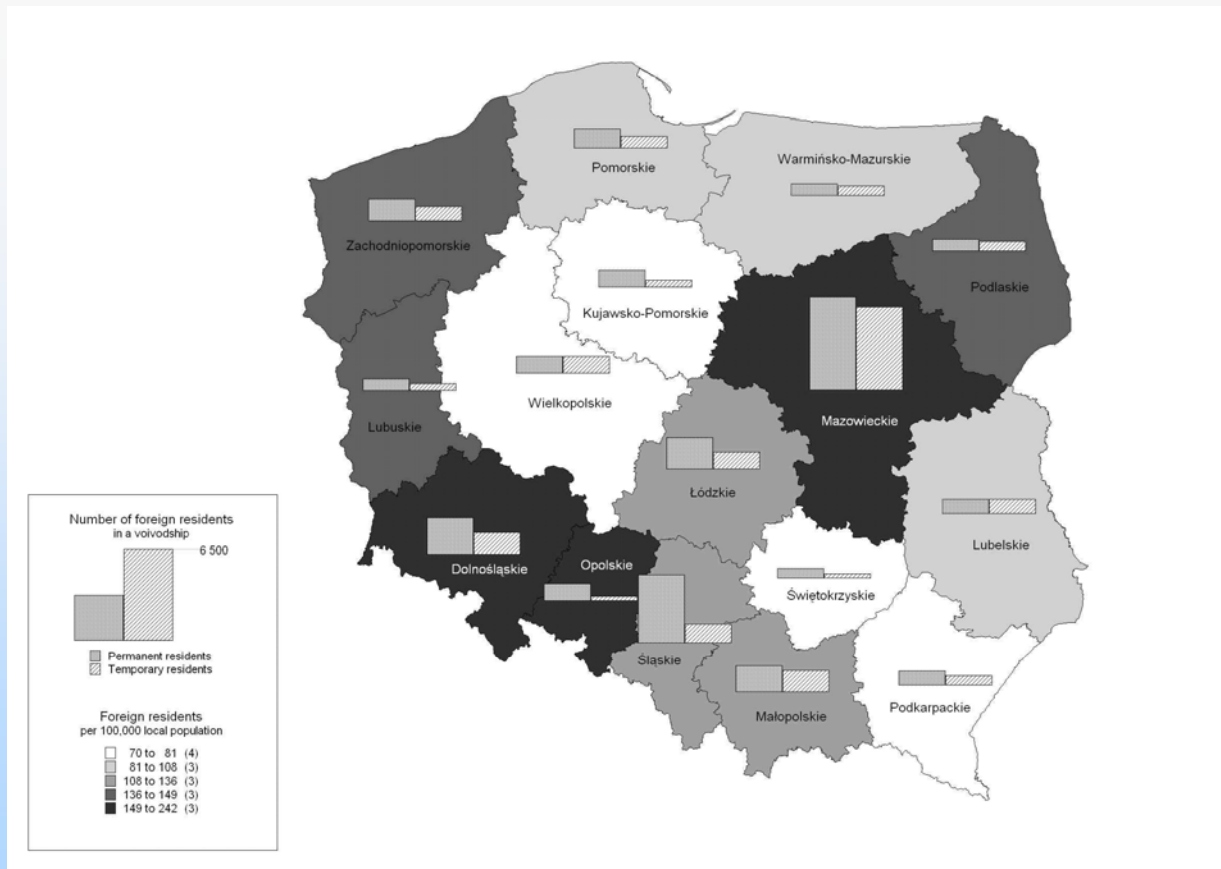 Pomorskie
Warmińsko-Mazurskie
Zachodniopomorskie
Podlaskie
Kujawsko-Pomorskie
Wielkopolskie
Mazowieckie
Lubuskie
Łódzkie
Lubelskie
Dolnośląskie
Opolskie
Świętokrzyskie
Śląskie
Małopolskie
Podkarpackie
Number of foreign residents
in a voivodship
6 500
Permanent residents
Temporary residents
Foreign residents
per 100,000 local population
70 to 81 (4)
81 to 108 (3)
108 to 136 (3)
136 to 149 (3)
149 to 242 (3)